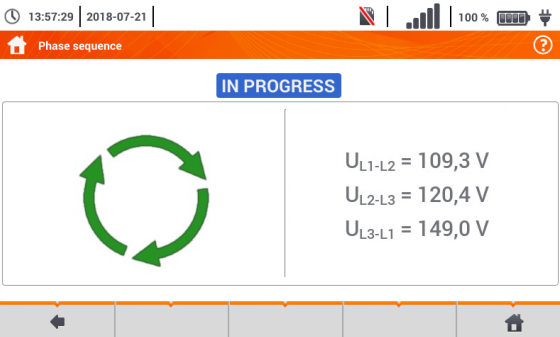 13:57:29 2018-07-21 100 %
Phase sequence ?
IN PROGRESS
UL1-L2 = 109,3 V
UL2-L3 = 120,4 V
UL3-L1 = 149,0 V